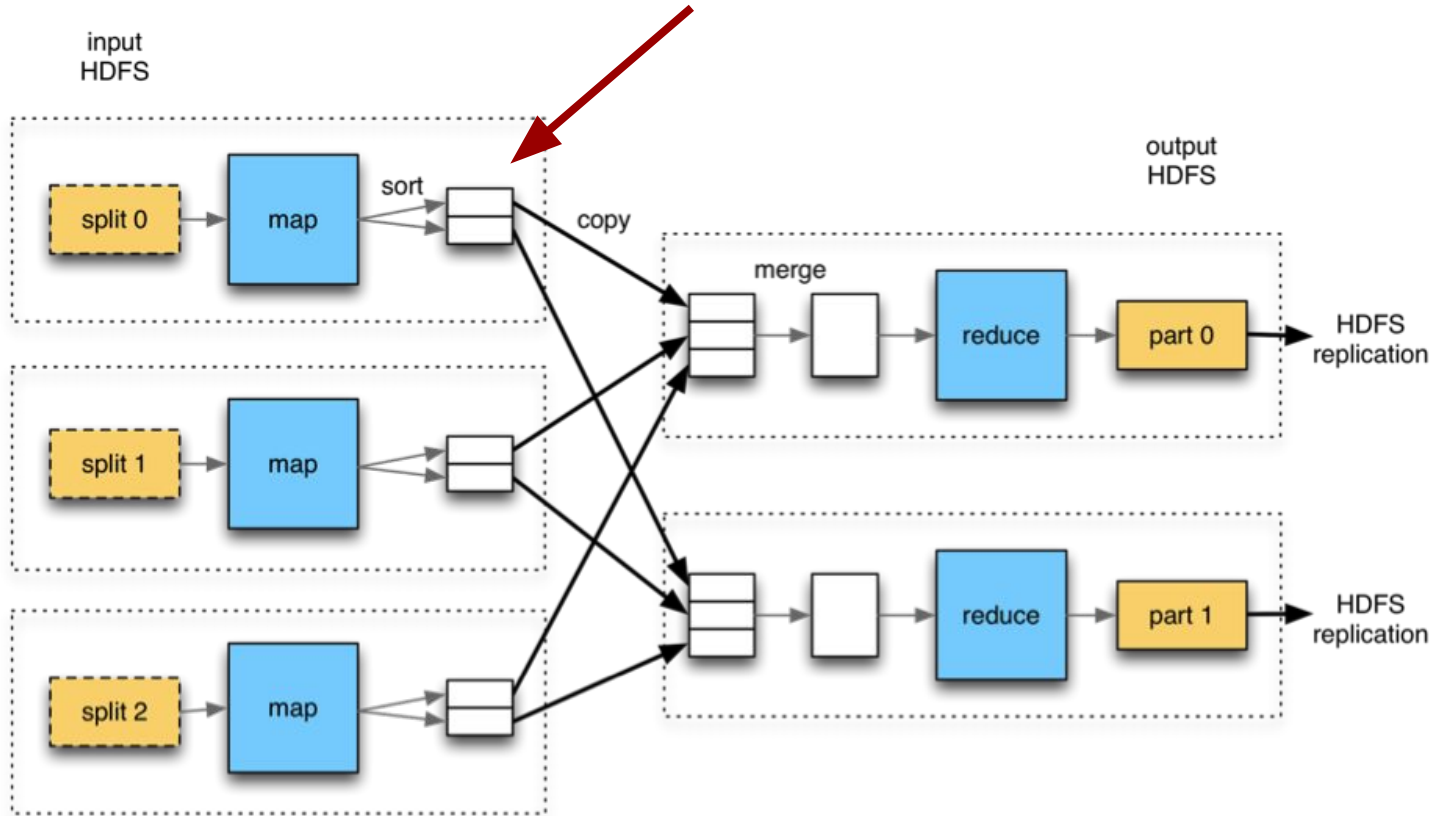 input
HDFS
split 0
map
sort
copy
split 1
map
split 2
map
output
HDFS
merge
reduce
part 0
HDFS
replication
reduce
part 1
HDFS
replication